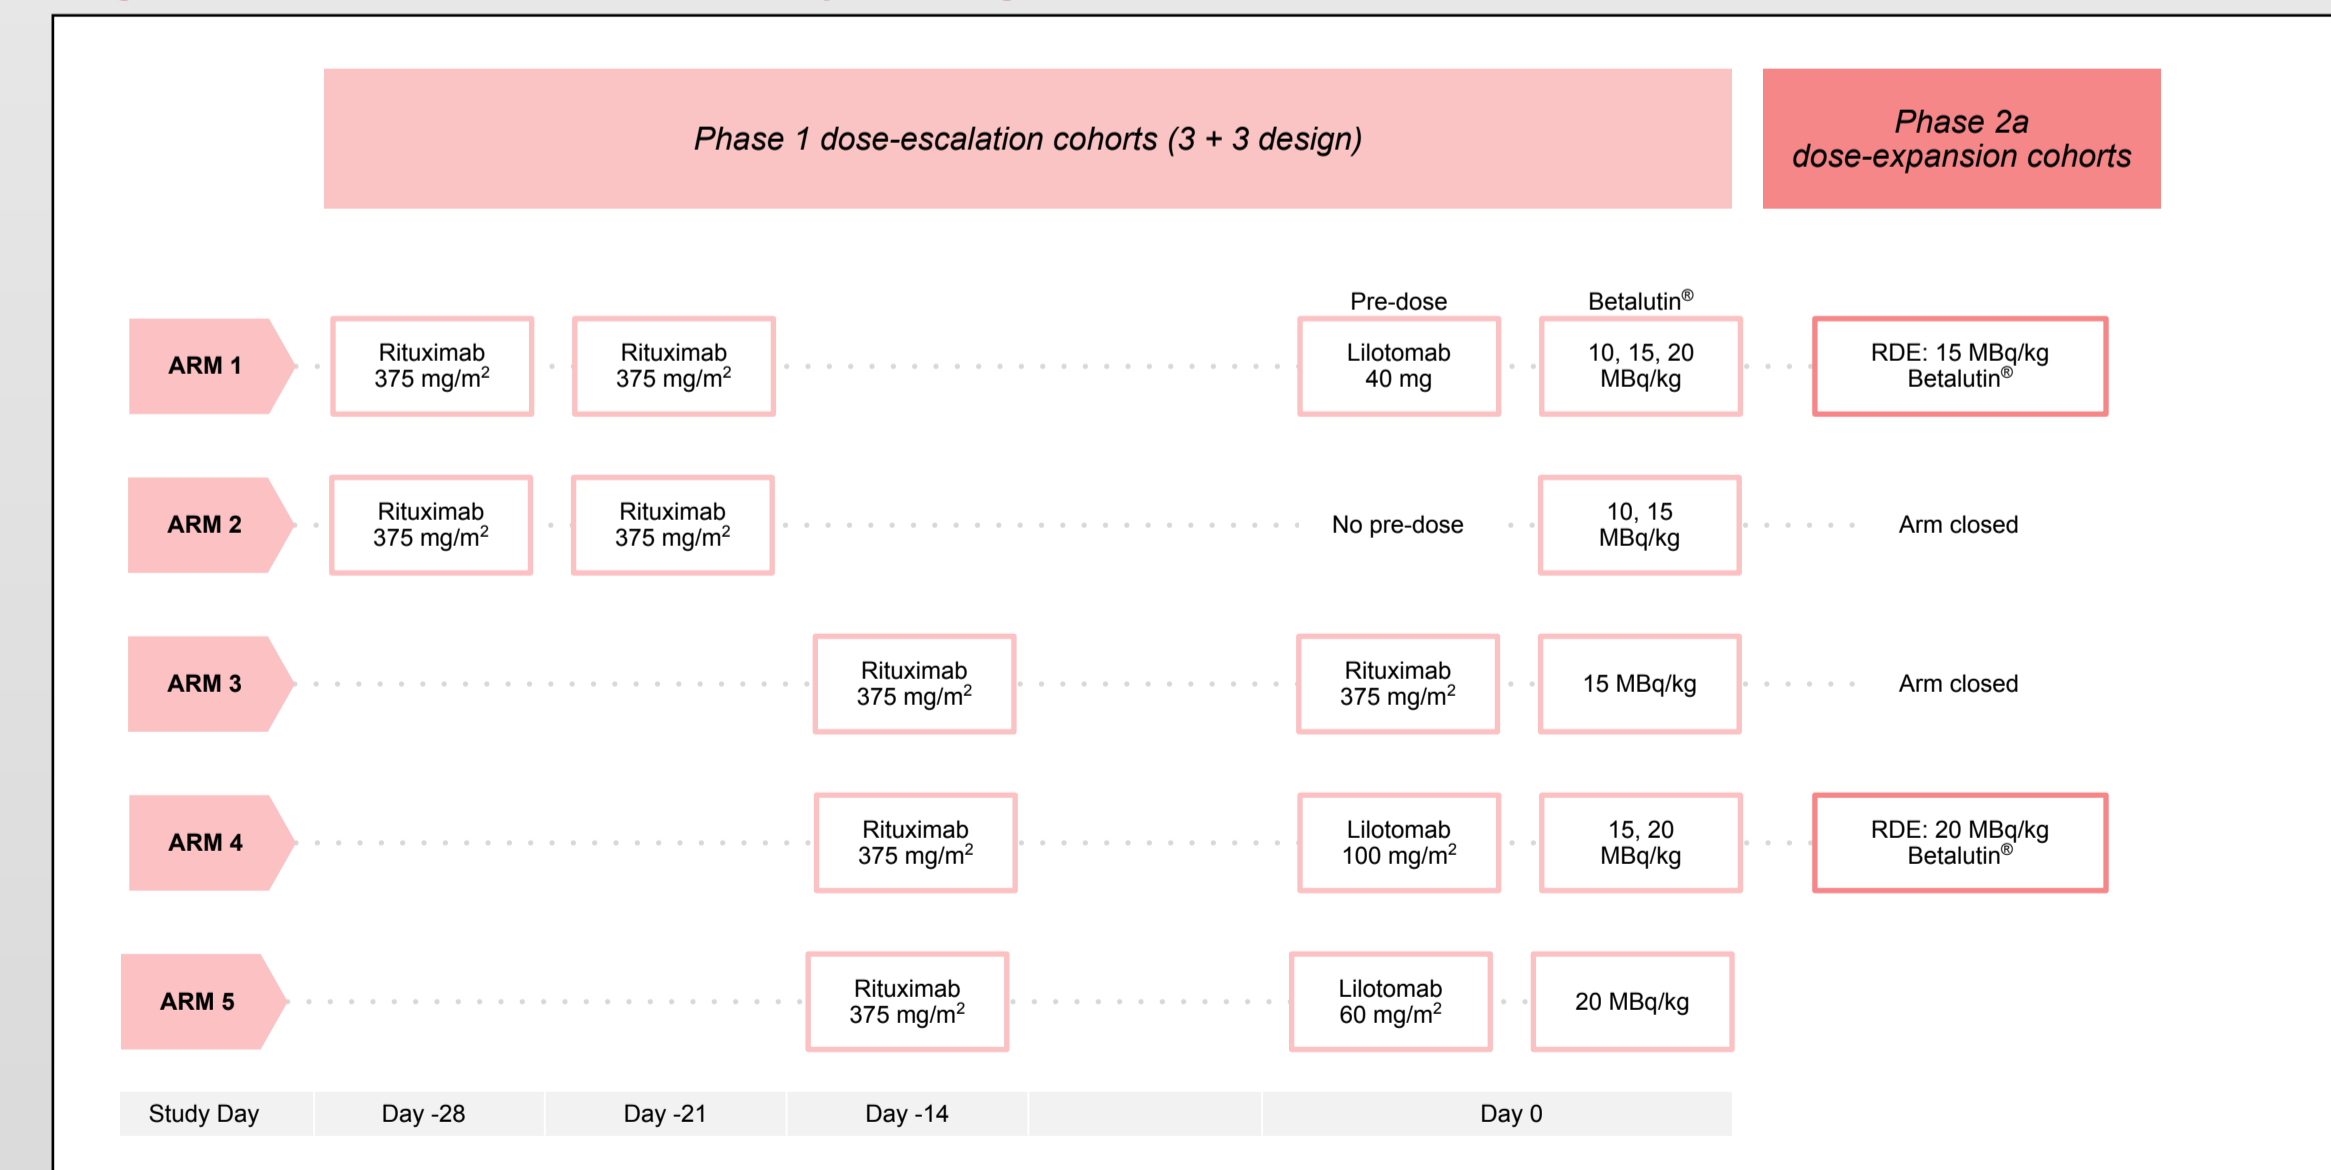 Phase 1 dose-escalation cohorts (3 + 3 design)
Phase 2a
dose-expansion cohorts
Pre-dose
Betalutin®
ARM 1
Rituximab
375 mg/m²
Rituximab
375 mg/m²
Lilotomab
40 mg
10, 15, 20
MBq/kg
RDE: 15 MBq/kg
Betalutin®
ARM 2
Rituximab
375 mg/m²
Rituximab
375 mg/m²
No pre-dose
10, 15
MBq/kg
Arm closed
ARM 3
Rituximab
375 mg/m²
Rituximab
375 mg/m²
15 MBq/kg
Arm closed
ARM 4
Rituximab
375 mg/m²
Lilotomab
100 mg/m²
15, 20
MBq/kg
RDE: 20 MBq/kg
Betalutin®
ARM 5
Rituximab
375 mg/m²
Lilotomab
60 mg/m²
20 MBq/kg
Study Day
Day -28
Day -21
Day -14
Day 0